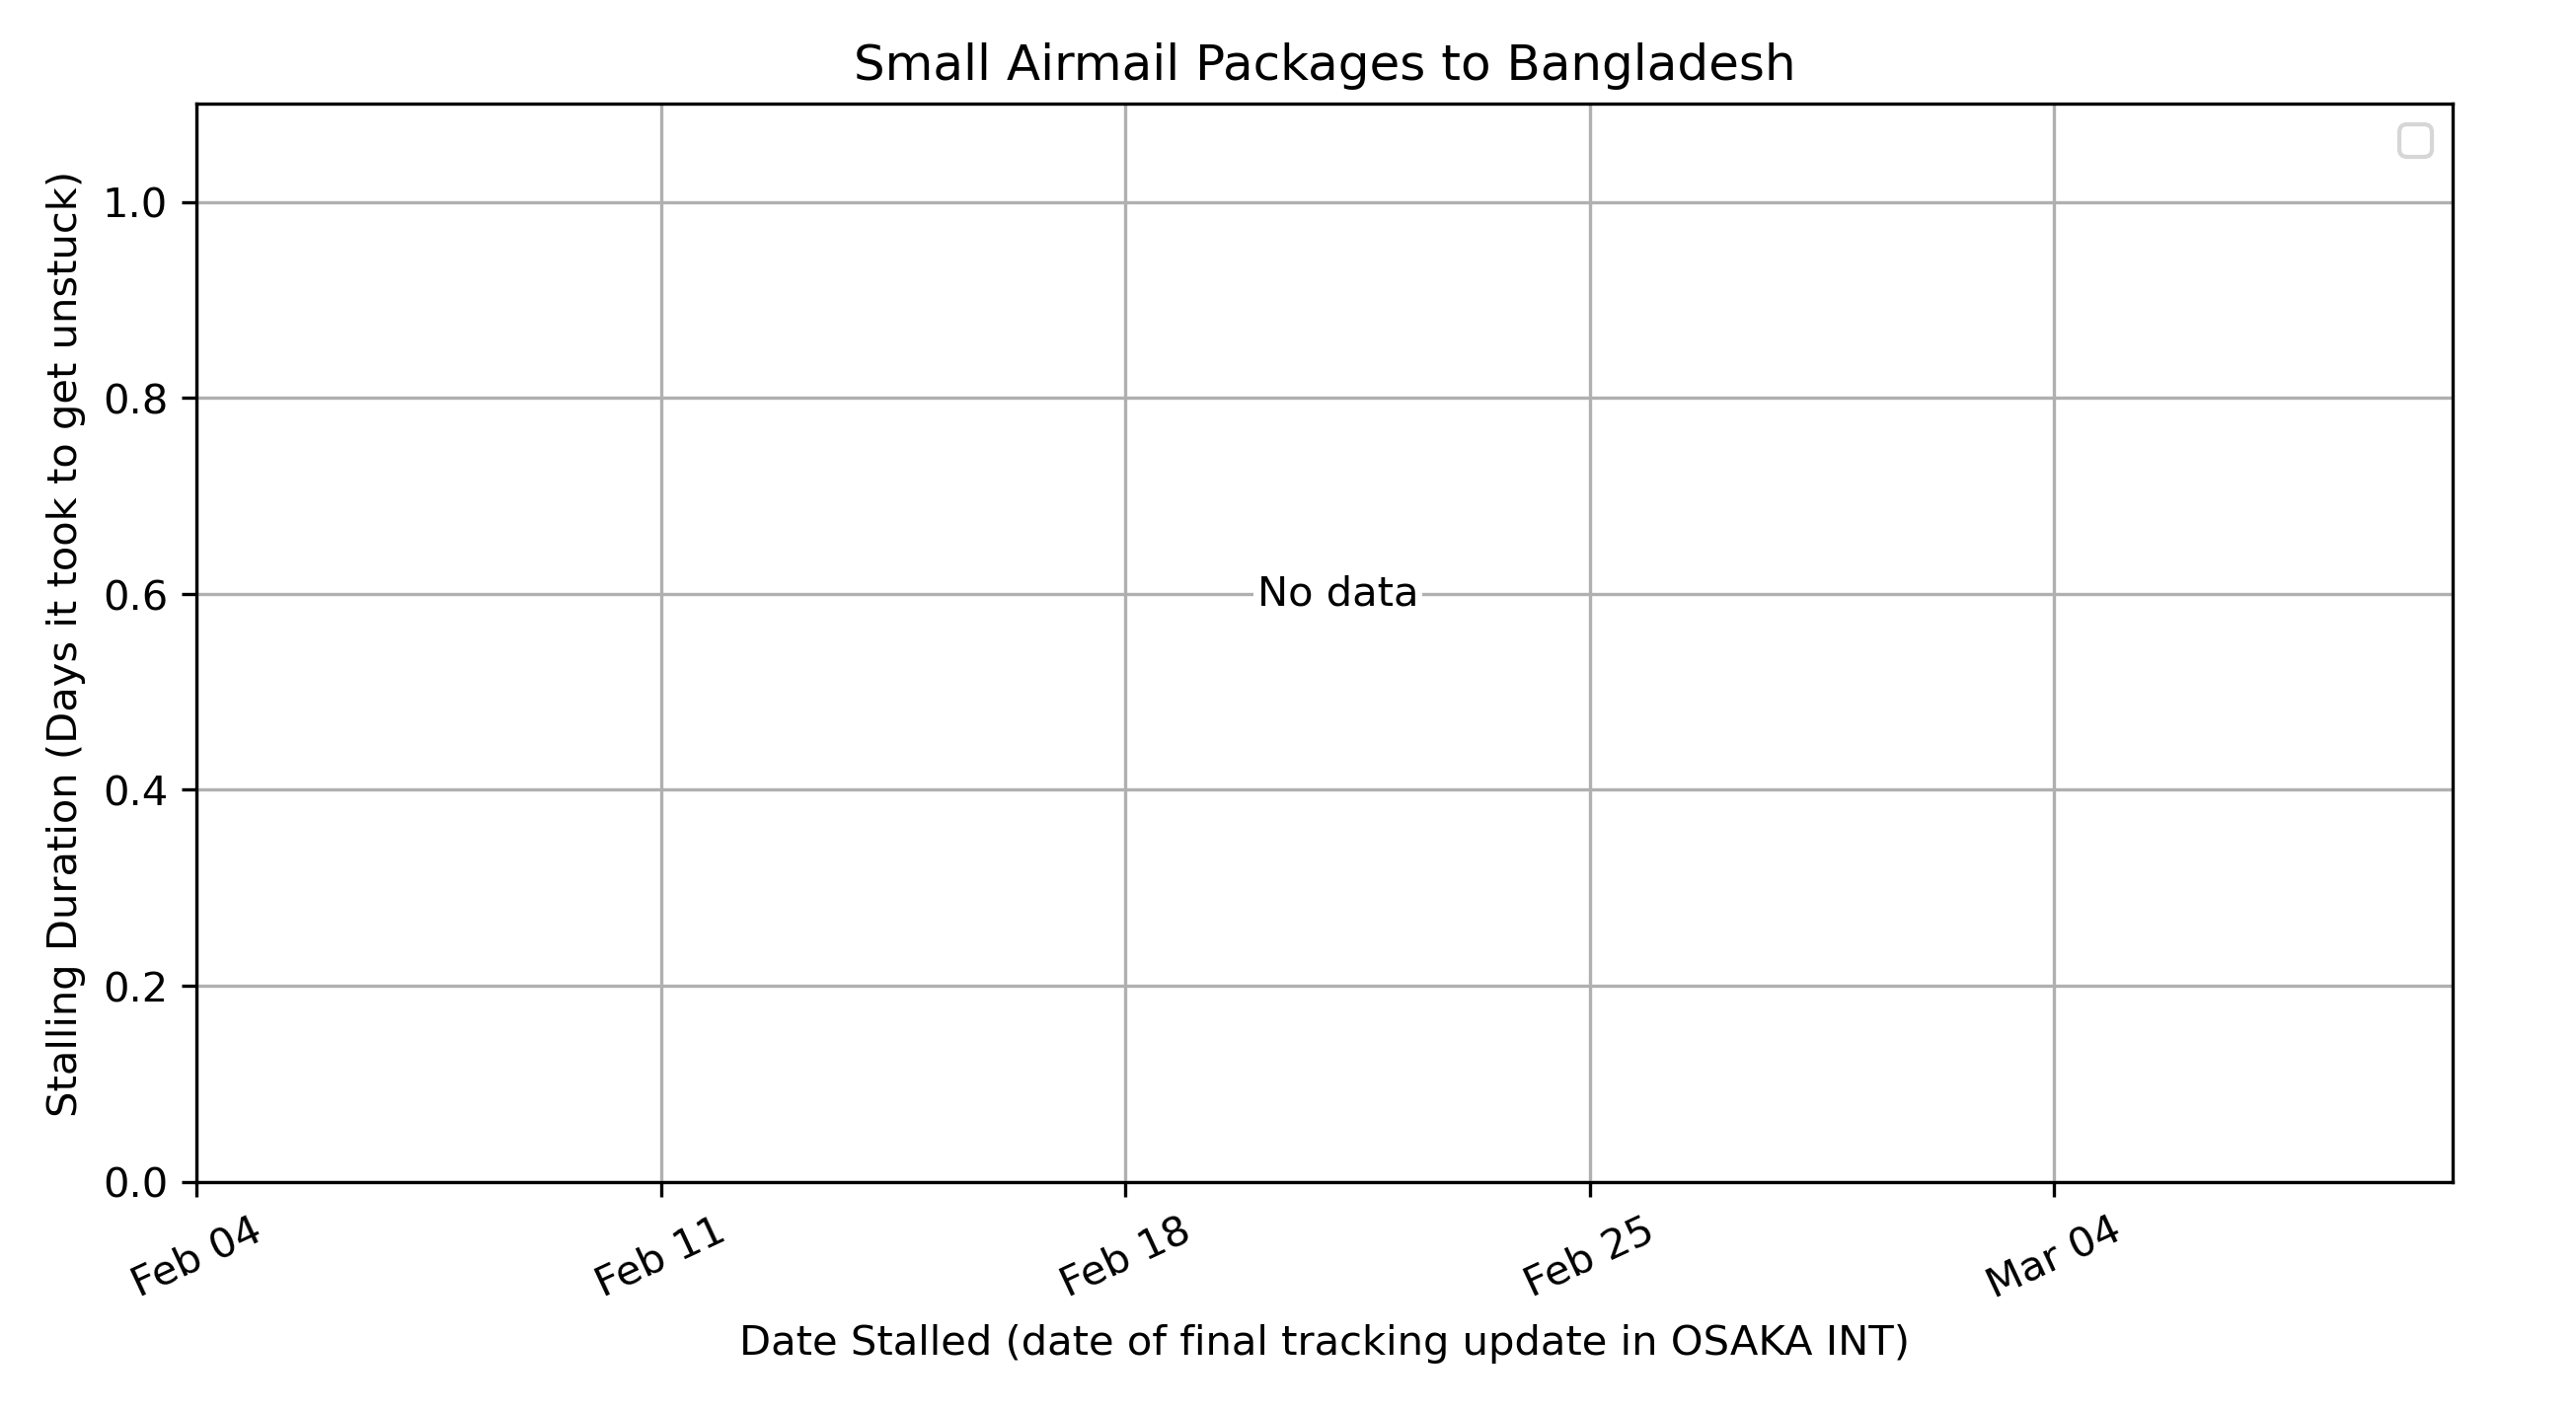 Small Airmail Packages to Bangladesh
Stalling Duration (Days it took to get unstuck)
1.0
0.8
0.6
0.4
0.2
0.0
No data
Feb 04
Feb 11
Feb 18
Feb 25
Mar 04
Date Stalled (date of final tracking update in OSAKA INT)